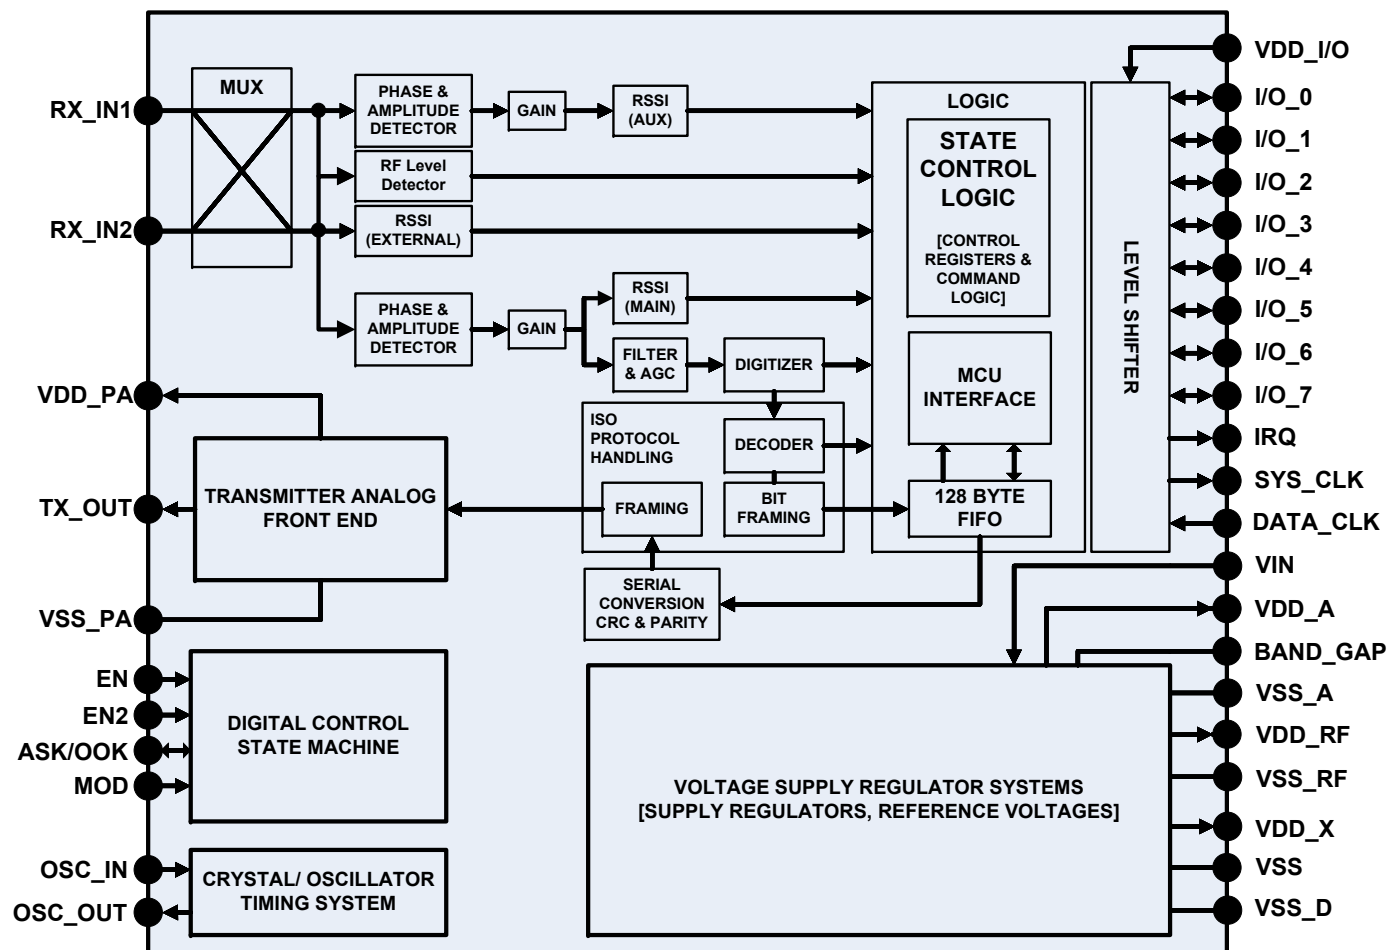 RX_IN1
RX_IN2
VDD_PA
TX_OUT
VSS_PA
EN
EN2
ASK/OOK
MOD
OSC_IN
OSC_OUT
MUX
PHASE &
AMPLITUDE
DETECTOR
GAIN
RSSI
(AUX)
RF Level
Detector
RSSI
(EXTERNAL)
PHASE &
AMPLITUDE
DETECTOR
GAIN
RSSI
(MAIN)
FILTER
& AGC
DIGITIZER
ISO
PROTOCOL
HANDLING
DECODER
FRAMING
BIT
FRAMING
SERIAL
CONVERSION
CRC & PARITY
TRANSMITTER ANALOG
FRONT END
DIGITAL CONTROL
STATE MACHINE
CRYSTAL/ OSCILLATOR
TIMING SYSTEM
LOGIC
STATE
CONTROL
LOGIC
[CONTROL
REGISTERS &
COMMAND
LOGIC]
MCU
INTERFACE
128 BYTE
FIFO
LEVEL SHIFTER
VOLTAGE SUPPLY REGULATOR SYSTEMS
[SUPPLY REGULATORS, REFERENCE VOLTAGES]
VDD_I/O
I/O_0
I/O_1
I/O_2
I/O_3
I/O_4
I/O_5
I/O_6
I/O_7
IRQ
SYS_CLK
DATA_CLK
VIN
VDD_A
BAND_GAP
VSS_A
VDD_RF
VSS_RF
VDD_X
VSS
VSS_D